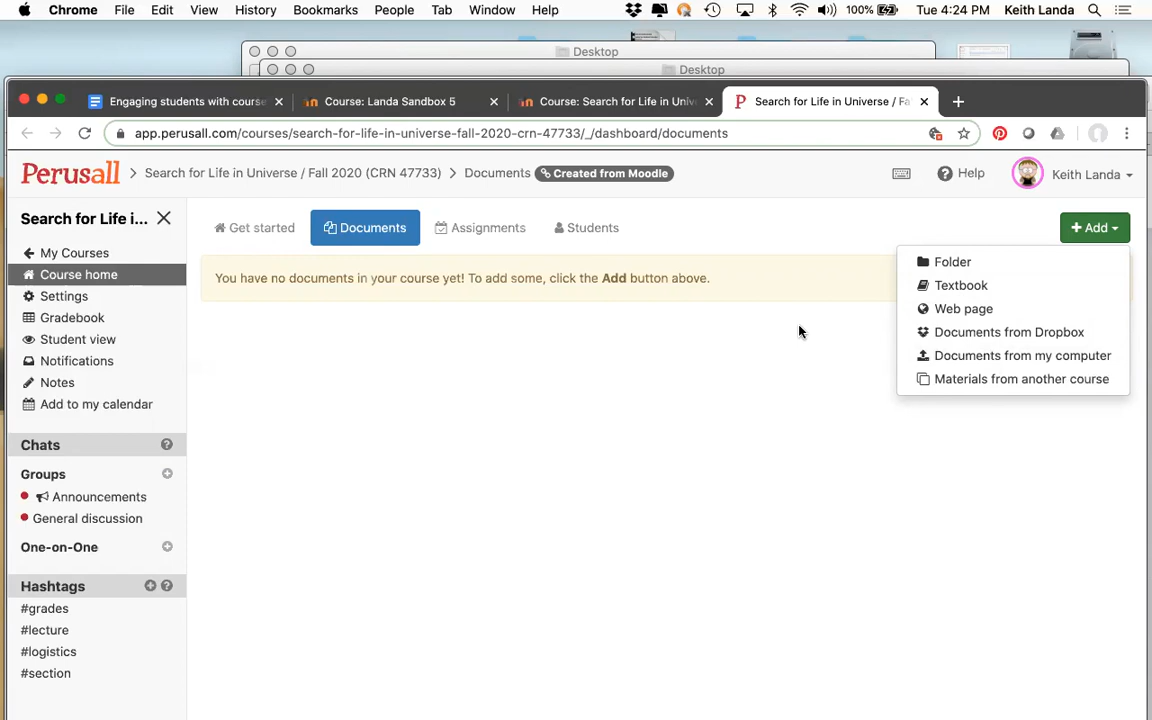 Chrome File Edit View History Bookmarks People Tab Window Help 100% Tue 4:24 PM Keith Landa
Desktop
Desktop
Engaging students with course Course: Landa Sandbox 5 Course: Search for Life in Univ Search for Life in Universe / Fa
app.perusall.com/courses/search-for-life-in-universe-fall-2020-crn-47733/_/dashboard/documents
Perusall > Search for Life in Universe / Fall 2020 (CRN 47733) > Documents Created from Moodle Help Keith Landa
Search for Life i...
My Courses
Course home
Settings
Gradebook
Student view
Notifications
Notes
Add to my calendar
Chats
Groups
Announcements
General discussion
One-on-One
Hashtags
#grades
#lecture
#logistics
#section
Get started Documents Assignments Students + Add
You have no documents in your course yet! To add some, click the Add button above.
Folder
Textbook
Web page
Documents from Dropbox
Documents from my computer
Materials from another course